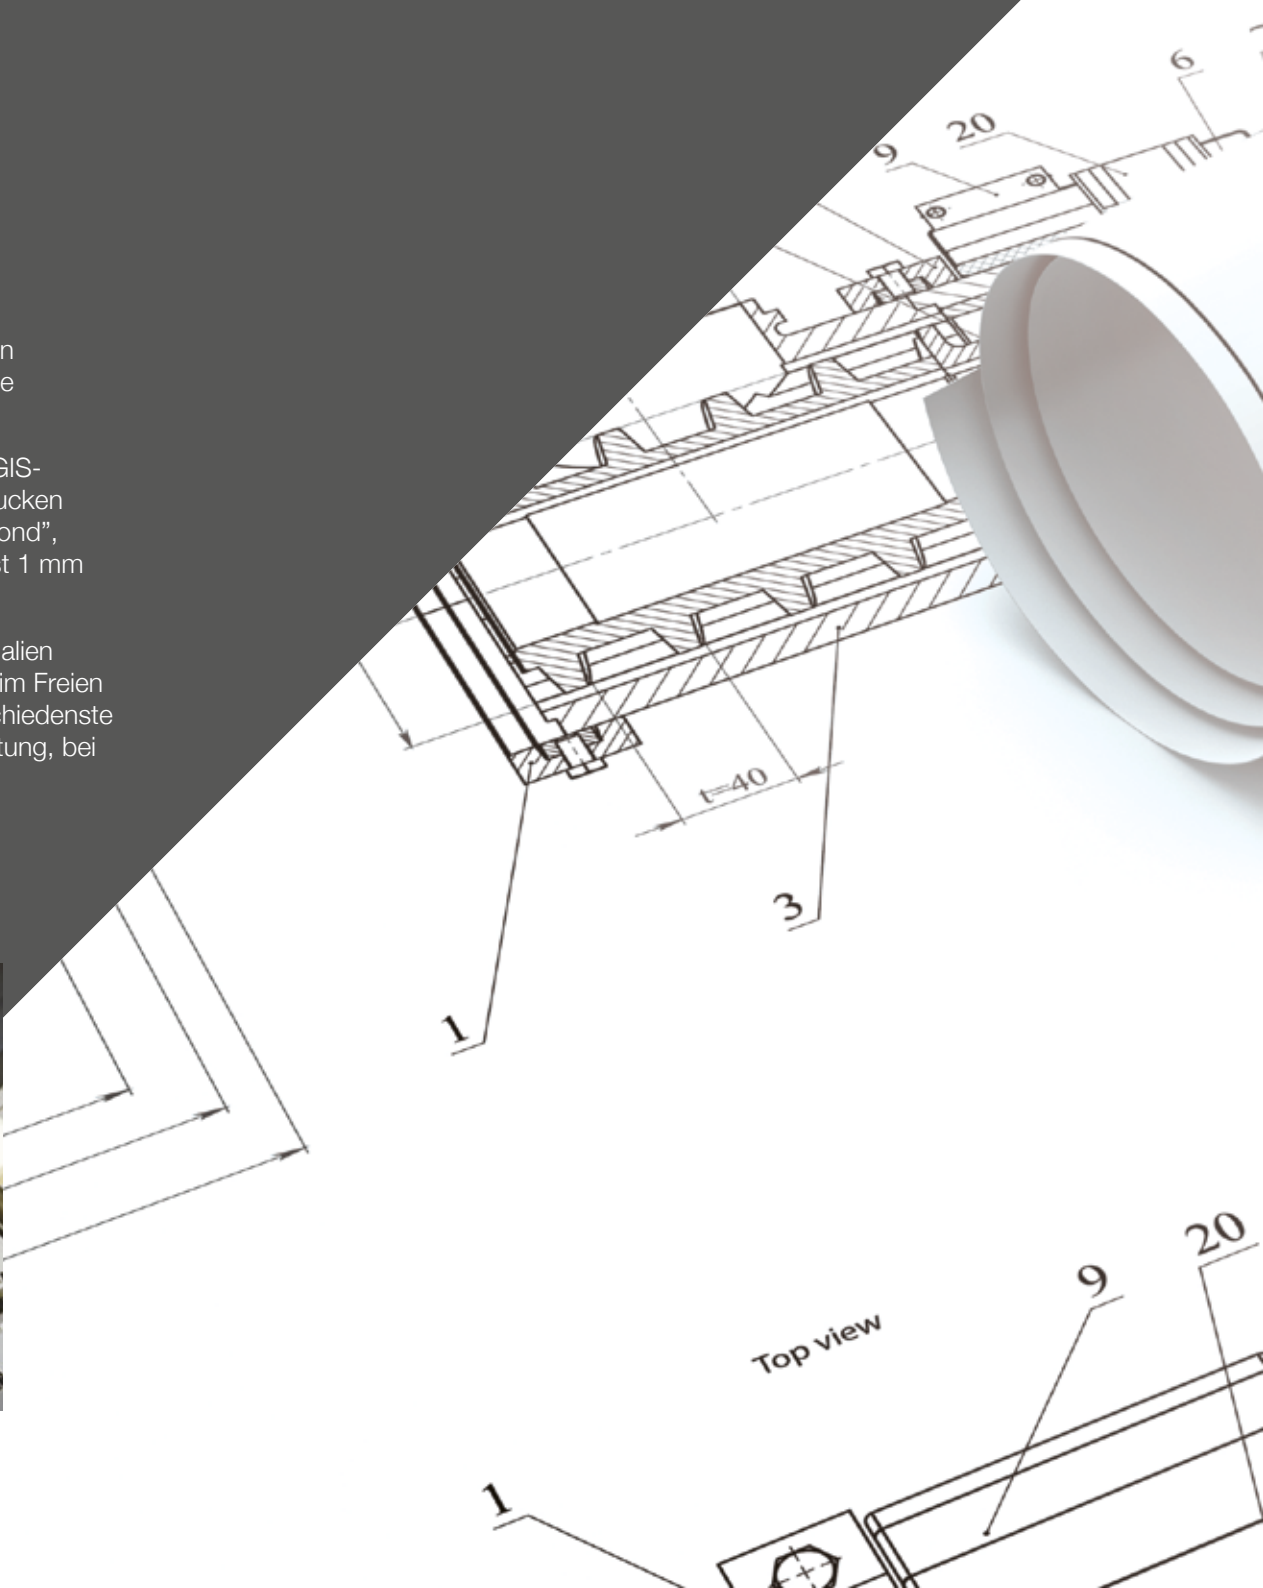 6
20
9
n
e
GIS-
ucken
ond”,
st 1 mm
alien
im Freien
chiedenste
tung, bei
t=40
3
1
20
9
Top view
1